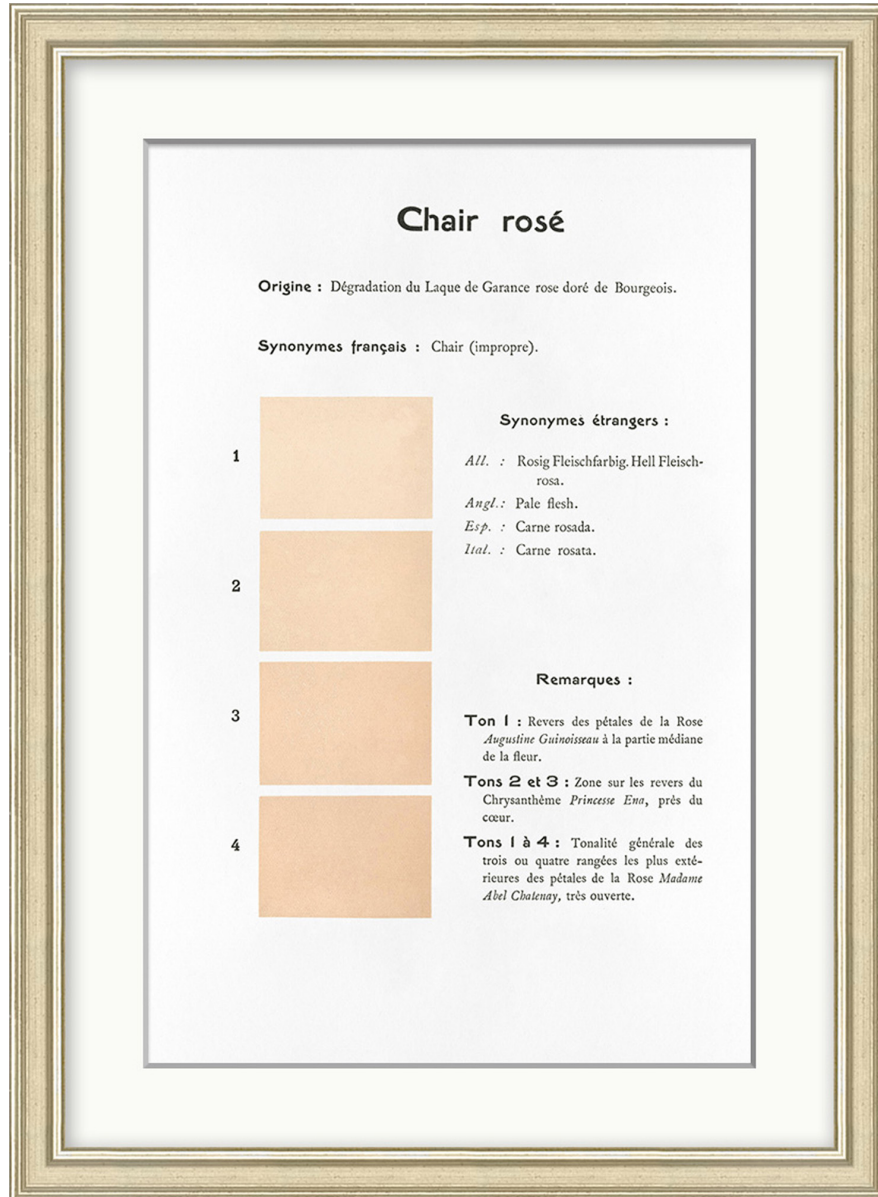 Chair rosé
Origine : Dégradation du Laque de Garance rose doré de Bourgeois.
Synonymes français : Chair (impropre).
1
2
3
4
Synonymes étrangers :
All. : Rosig Fleischfarbig. Hell Fleisch-
rosa.
Angl.: Pale flesh.
Esp. : Carne rosada.
Ital. : Carne rosata.
Remarques :
Ton 1 : Revers des pétales de la Rose
Augustine Guinoisseau à la partie médiane
de la fleur.
Tons 2 et 3 : Zone sur les revers du
Chrysanthème Princesse Ena, près du
cœur.
Tons 1 à 4 : Tonalité générale des
trois ou quatre rangées les plus exté-
rieures des pétales de la Rose Madame
Abel Chatenay, très ouverte.